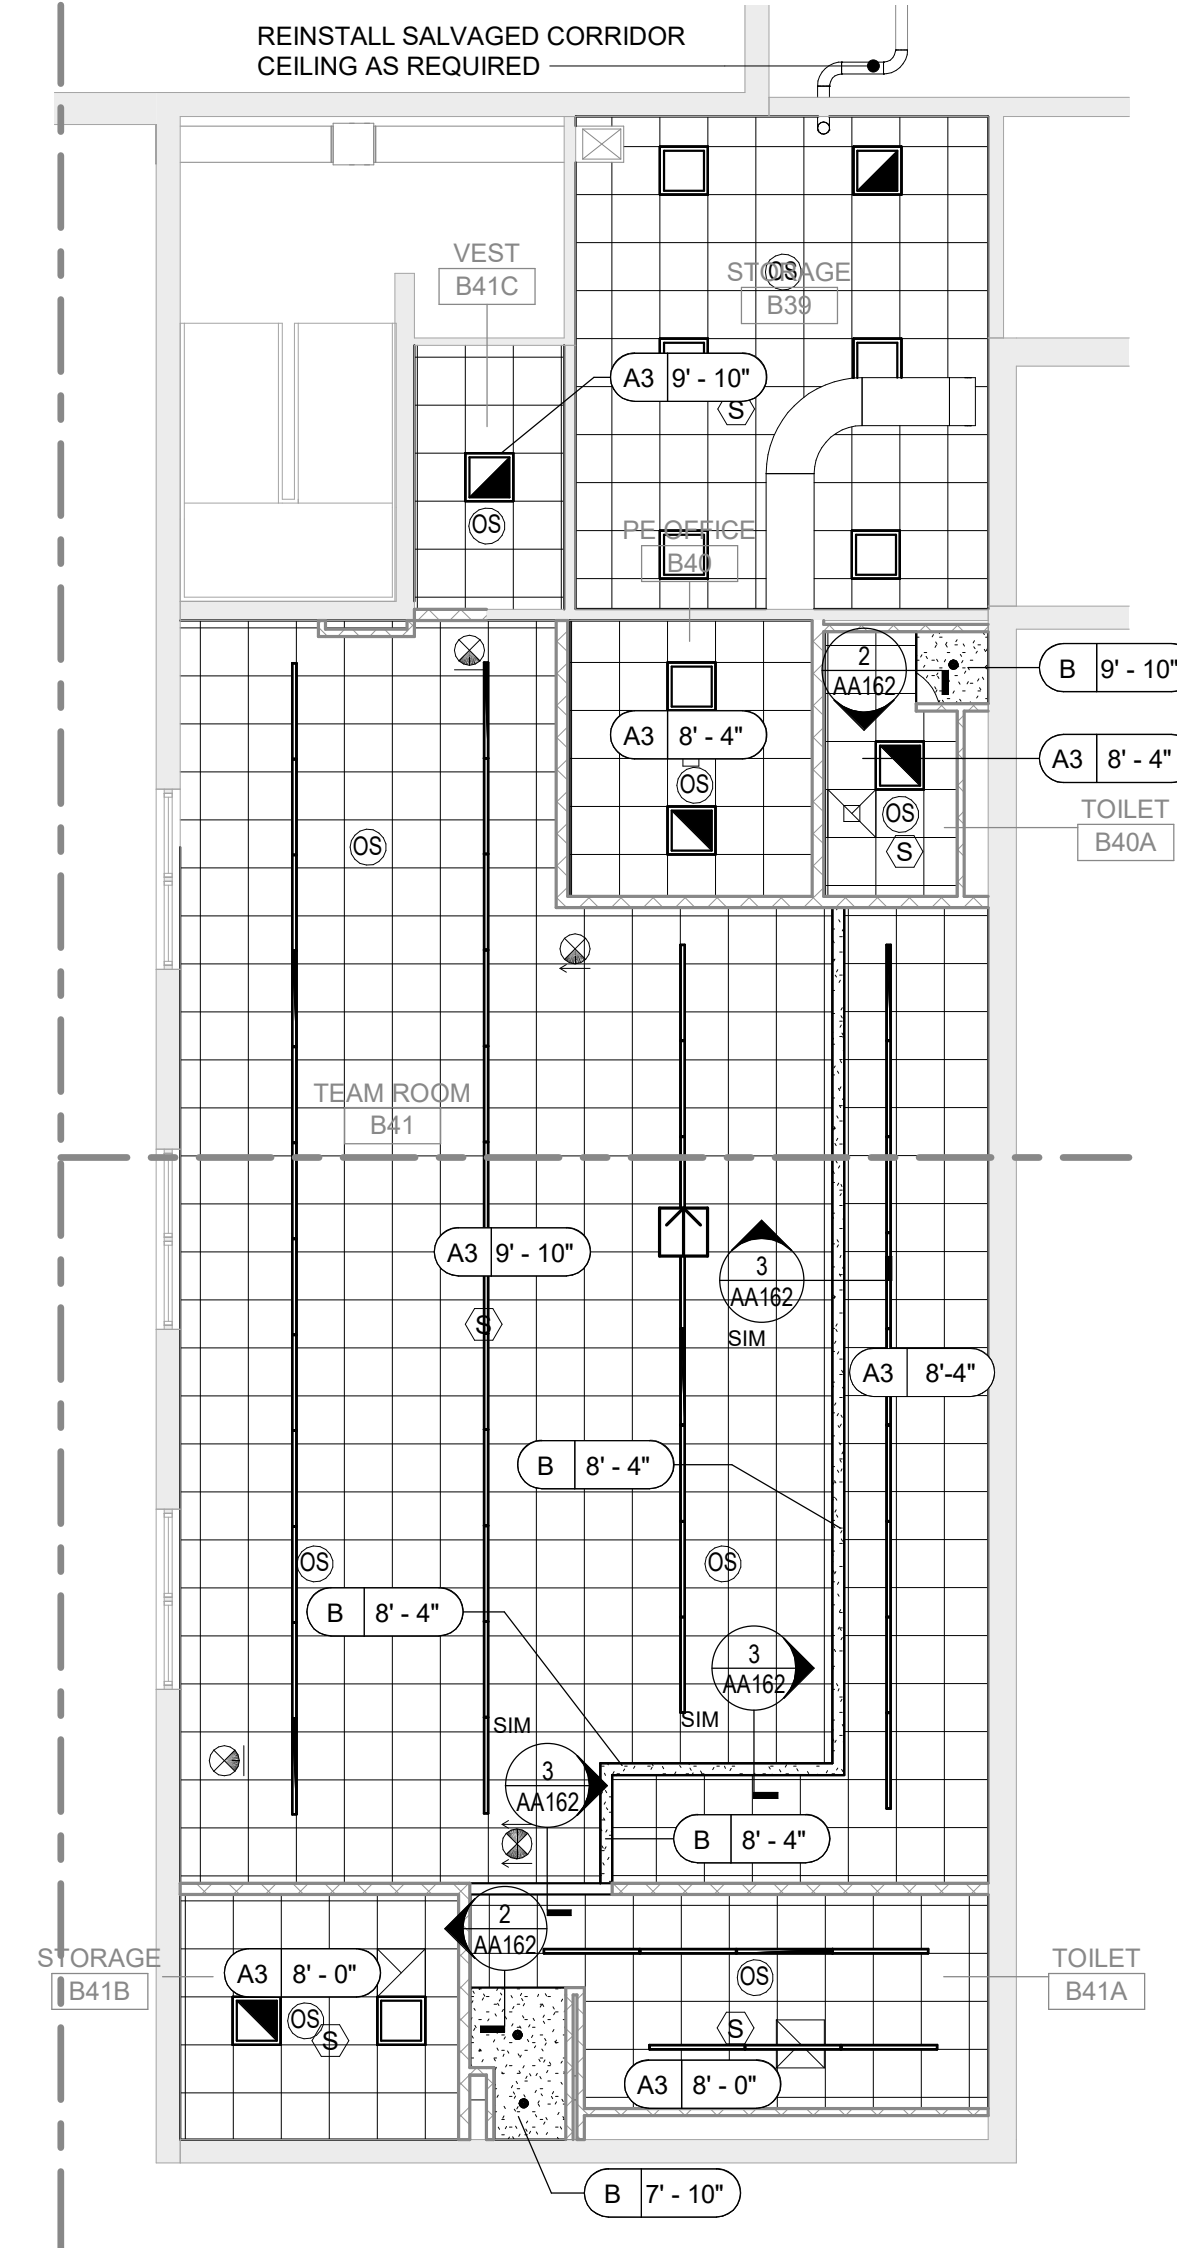 REINSTALL SALVAGED CORRIDOR
CEILING AS REQUIRED
VEST
B41C
STORAGE
OS
B39
A3 9' - 10"
S
OS
PE OFFICE
B40
2
AA162
B 9' - 10"
A3 8' - 4"
A3 8' - 4"
OS
OS
S
TOILET
B40A
OS
TEAM ROOM
B41
A3 9' - 10"
3
AA162
SIM
S
A3 8'-4"
B 8' - 4"
OS
OS
B 8' - 4"
3
AA162
SIM
SIM
3
AA162
B 8' - 4"
2
AA162
STORAGE
B41B
A3 8' - 0"
OS
S
OS
S
TOILET
B41A
A3 8' - 0"
B 7' - 10"